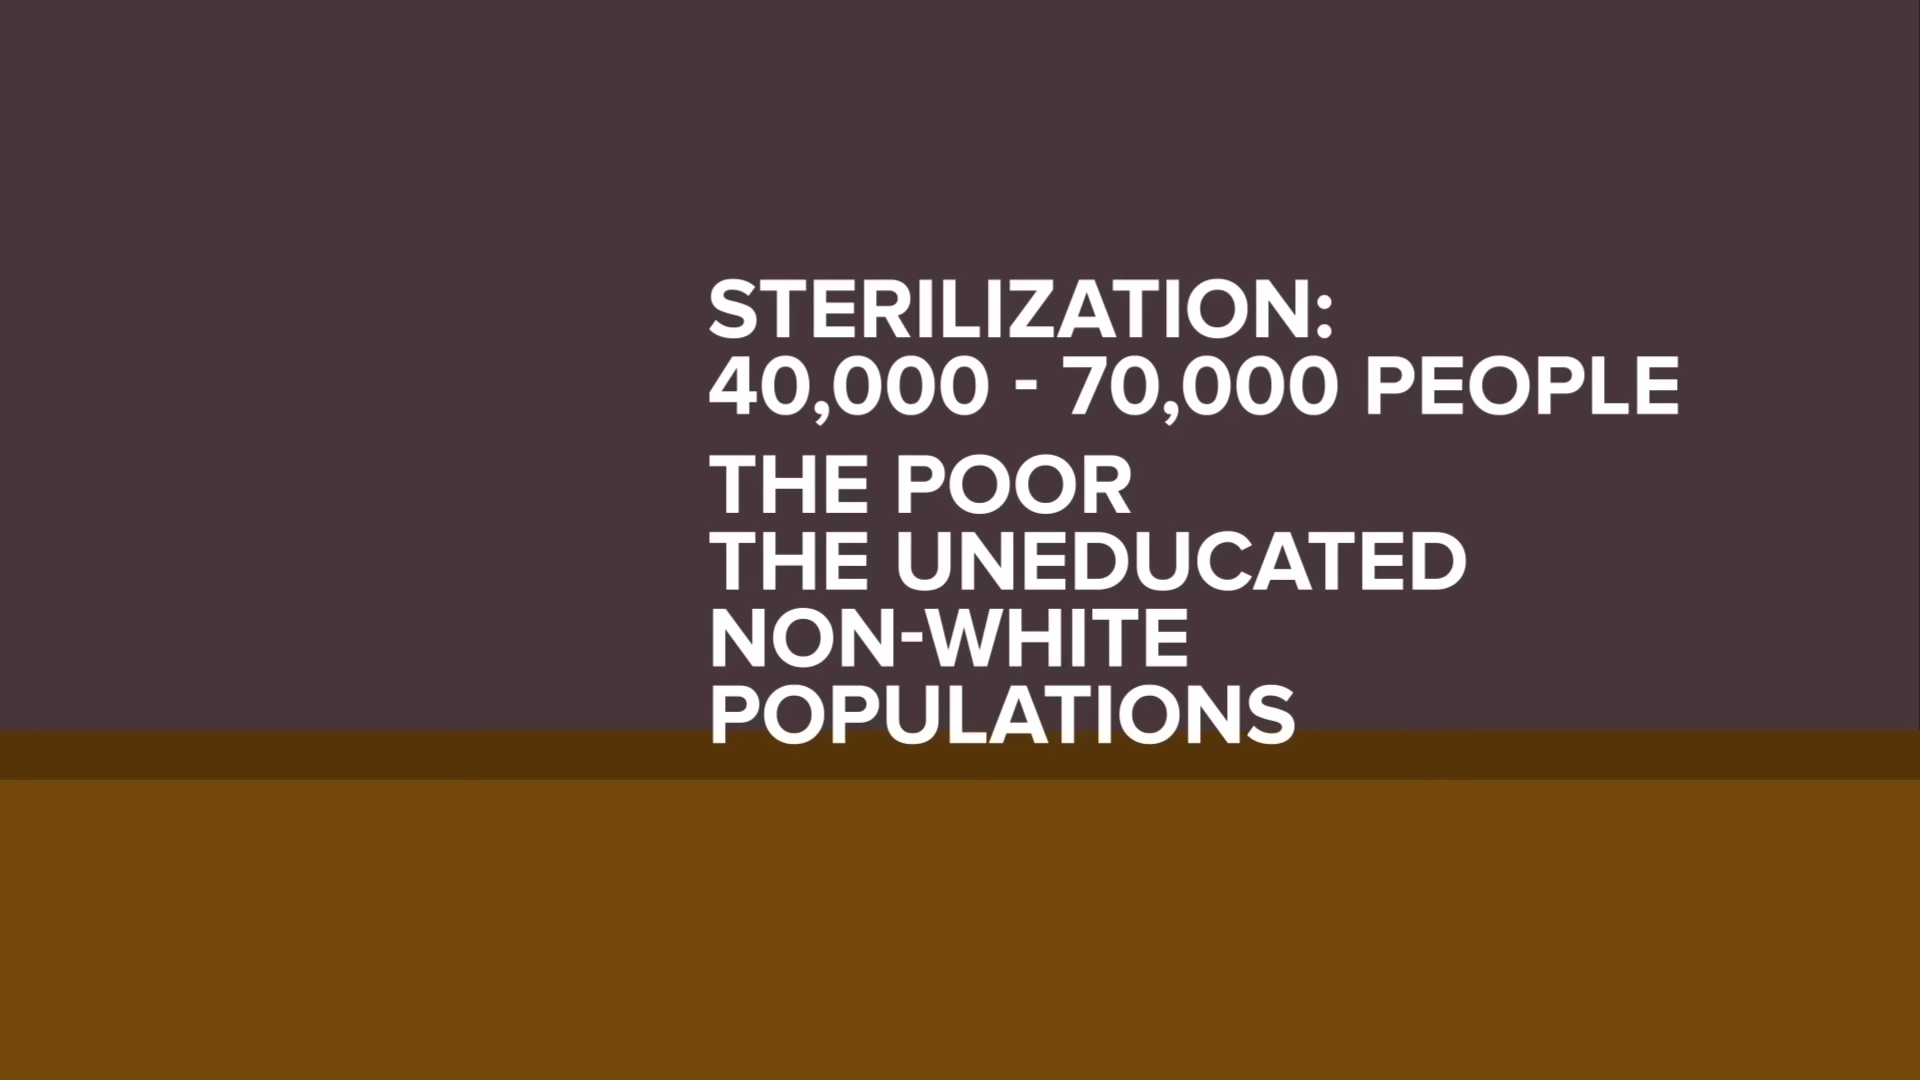 STERILIZATION:
40,000 - 70,000 PEOPLE
THE POOR
THE UNEDUCATED
NON-WHITE
POPULATIONS